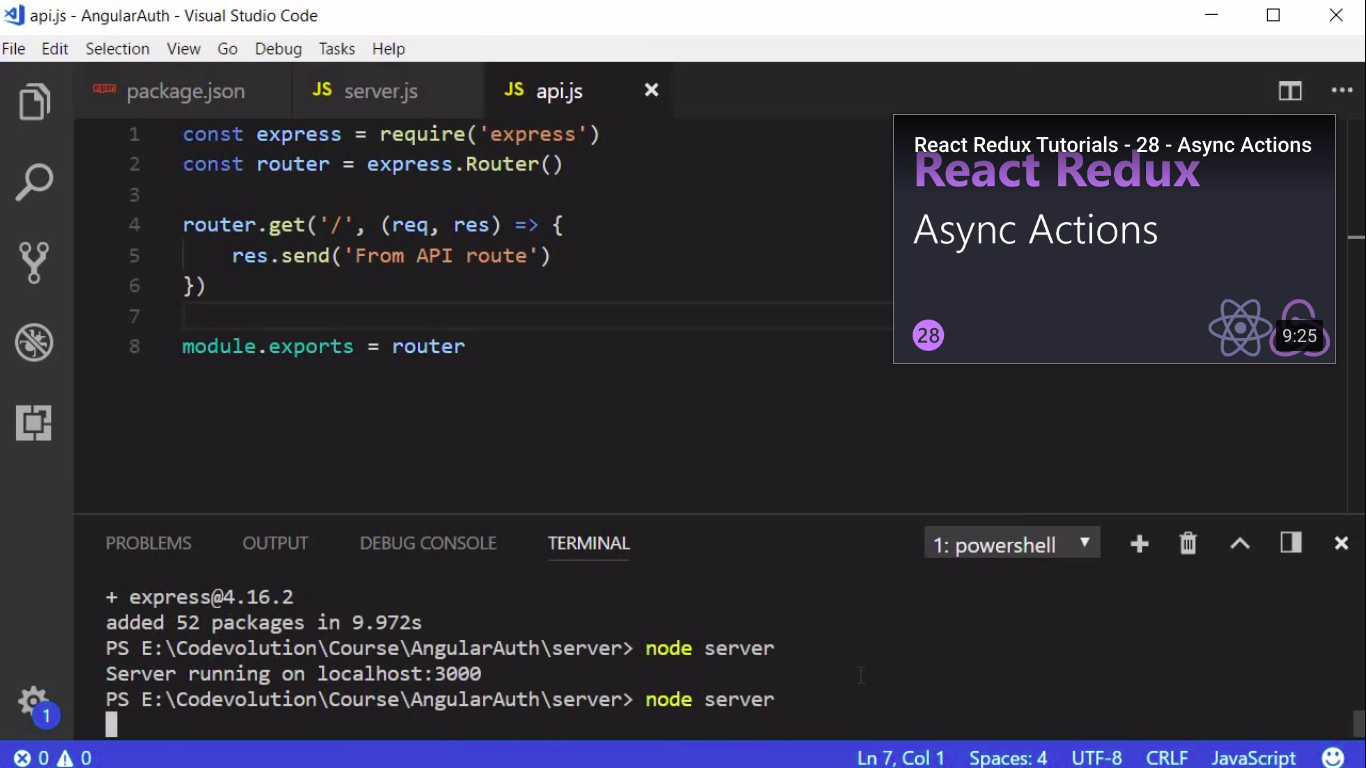 api.js - AngularAuth - Visual Studio Code
File Edit Selection View Go Debug Tasks Help
npm package.json JS server.js JS api.js
1 const express = require('express')
2 const router = express.Router()
3
4 router.get('/', (req, res) => {
5 res.send('From API route')
6 })
7
8 module.exports = router
React Redux Tutorials - 28 - Async Actions
React Redux
Async Actions
28
9:25
PROBLEMS OUTPUT DEBUG CONSOLE TERMINAL 1: powershell
+ express@4.16.2
added 52 packages in 9.972s
PS E:\Codevolution\Course\AngularAuth\server> node server
Server running on localhost:3000
PS E:\Codevolution\Course\AngularAuth\server> node server
1
0 0 Ln 7, Col 1 Spaces: 4 UTF-8 CRLF JavaScript